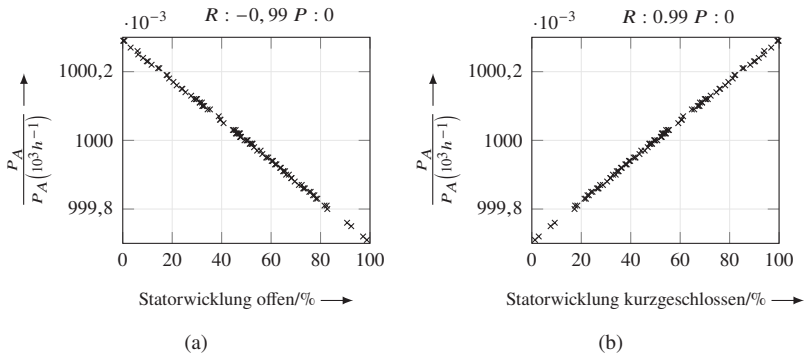 ·10⁻³ R : −0, 99 P : 0
1000,2
1000
999,8
P_A / P_A(10³h⁻¹)
0 20 40 60 80 100
Statorwicklung offen/%
(a)
·10⁻³ R : 0.99 P : 0
1000,2
1000
999,8
P_A / P_A(10³h⁻¹)
0 20 40 60 80 100
Statorwicklung kurzgeschlossen/%
(b)